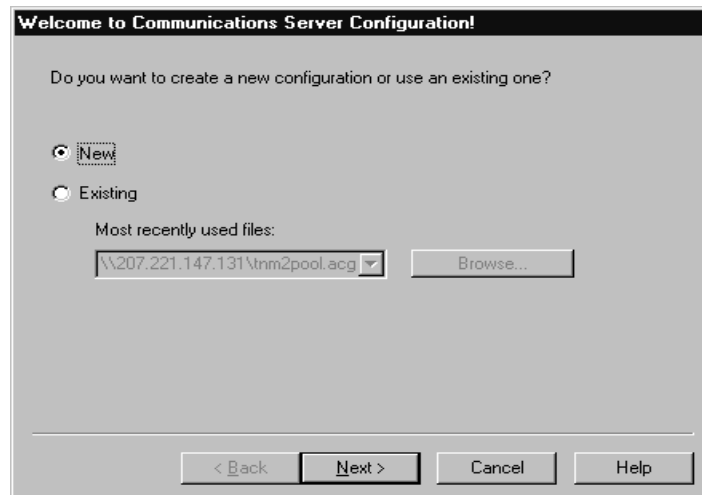 Welcome to Communications Server Configuration!
Do you want to create a new configuration or use an existing one?
New
Existing
Most recently used files:
\\207.221.147.131\tnm2pool.acg
Browse...
< Back
Next >
Cancel
Help